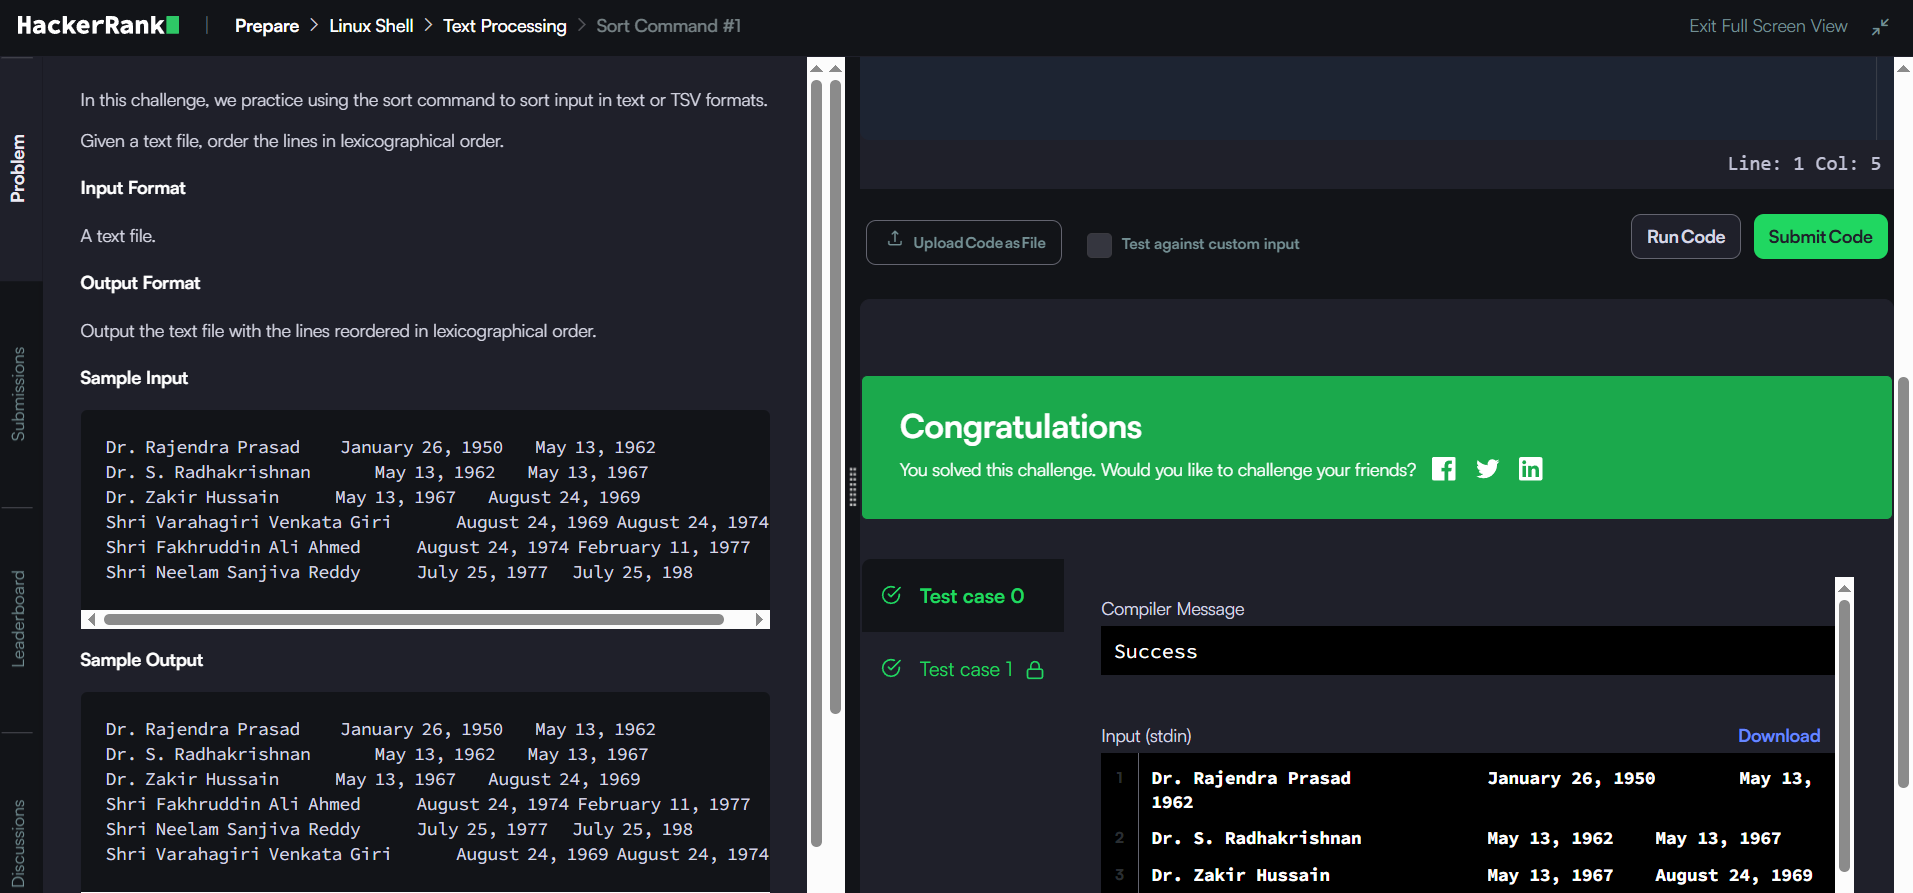 HackerRank | Prepare > Linux Shell > Text Processing > Sort Command #1
Exit Full Screen View
Problem
Submissions
Leaderboard
Discussions
In this challenge, we practice using the sort command to sort input in text or TSV formats.
Given a text file, order the lines in lexicographical order.
Input Format
A text file.
Output Format
Output the text file with the lines reordered in lexicographical order.
Sample Input
Dr. Rajendra Prasad January 26, 1950 May 13, 1962
Dr. S. Radhakrishnan May 13, 1962 May 13, 1967
Dr. Zakir Hussain May 13, 1967 August 24, 1969
Shri Varahagiri Venkata Giri August 24, 1969 August 24, 1974
Shri Fakhruddin Ali Ahmed August 24, 1974 February 11, 1977
Shri Neelam Sanjiva Reddy July 25, 1977 July 25, 198
Sample Output
Dr. Rajendra Prasad January 26, 1950 May 13, 1962
Dr. S. Radhakrishnan May 13, 1962 May 13, 1967
Dr. Zakir Hussain May 13, 1967 August 24, 1969
Shri Fakhruddin Ali Ahmed August 24, 1974 February 11, 1977
Shri Neelam Sanjiva Reddy July 25, 1977 July 25, 198
Shri Varahagiri Venkata Giri August 24, 1969 August 24, 1974
Line: 1 Col: 5
Upload Code as File
Test against custom input
Run Code
Submit Code
Congratulations
You solved this challenge. Would you like to challenge your friends?
Test case 0
Test case 1
Compiler Message
Success
Input (stdin)
Download
1 Dr. Rajendra Prasad January 26, 1950 May 13,
1962
2 Dr. S. Radhakrishnan May 13, 1962 May 13, 1967
3 Dr. Zakir Hussain May 13, 1967 August 24, 1969